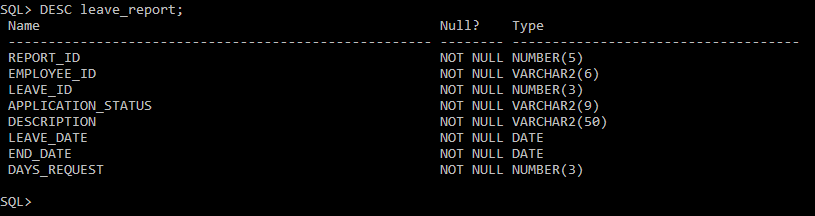 SQL> DESC leave_report;
Name Null? Type
----------------------------------------------------- -------- ------------------------------------
REPORT_ID NOT NULL NUMBER(5)
EMPLOYEE_ID NOT NULL VARCHAR2(6)
LEAVE_ID NOT NULL NUMBER(3)
APPLICATION_STATUS NOT NULL VARCHAR2(9)
DESCRIPTION NOT NULL VARCHAR2(50)
LEAVE_DATE NOT NULL DATE
END_DATE NOT NULL DATE
DAYS_REQUEST NOT NULL NUMBER(3)
SQL>